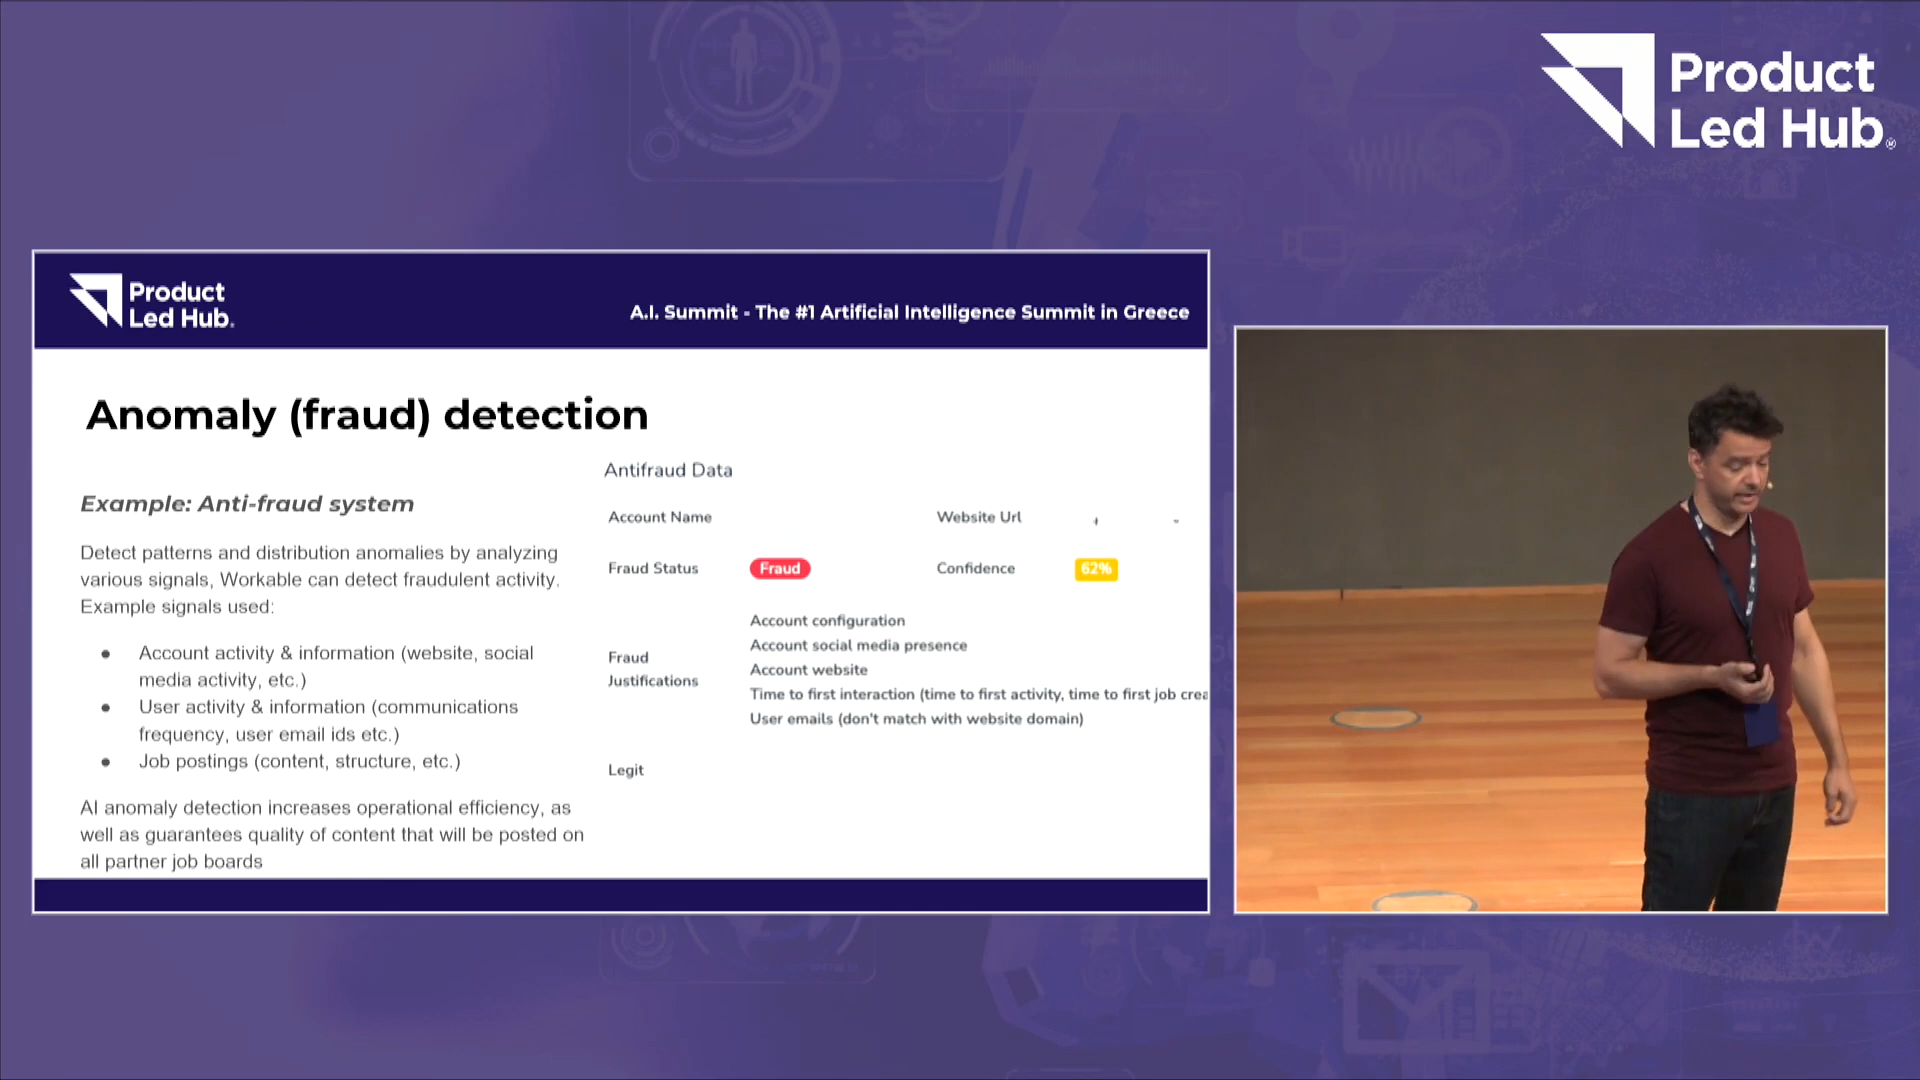 Product
Led Hub
Product
Led Hub.
A.I. Summit - The #1 Artificial Intelligence Summit in Greece
Anomaly (fraud) detection
Example: Anti-fraud system
Detect patterns and distribution anomalies by analyzing
various signals, Workable can detect fraudulent activity.
Example signals used:
• Account activity & information (website, social
media activity, etc.)
• User activity & information (communications
frequency, user email ids etc.)
• Job postings (content, structure, etc.)
AI anomaly detection increases operational efficiency, as
well as guarantees quality of content that will be posted on
all partner job boards
Antifraud Data
Account Name
Website Url
Fraud Status
Fraud
Confidence
62%
Fraud
Justifications
Account configuration
Account social media presence
Account website
Time to first interaction (time to first activity, time to first job crea
User emails (don't match with website domain)
Legit